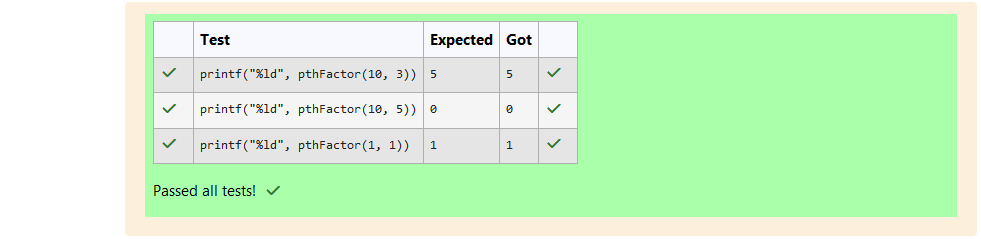 Test Expected Got
printf("%ld", pthFactor(10, 3)) 5 5
printf("%ld", pthFactor(10, 5)) 0 0
printf("%ld", pthFactor(1, 1)) 1 1
Passed all tests!